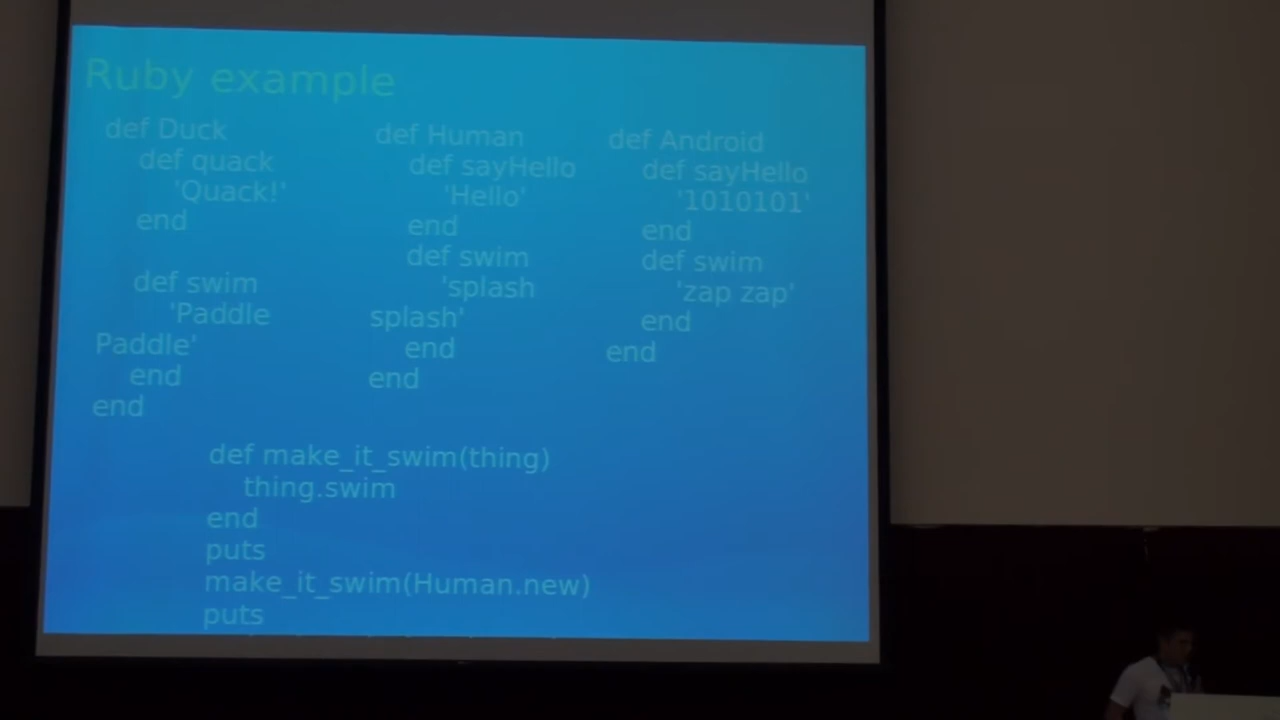 Ruby example
def Duck
def quack
'Quack!'
end
def swim
'Paddle
Paddle'
end
end
def Human
def sayHello
'Hello'
end
def swim
'splash
splash'
end
end
def Android
def sayHello
'1010101'
end
def swim
'zap zap'
end
end
def make_it_swim(thing)
thing.swim
end
puts
make_it_swim(Human.new)
puts